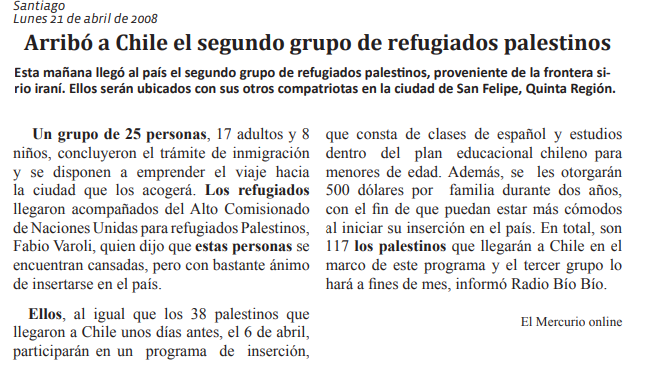 Santiago
Lunes 21 de abril de 2008
Arribó a Chile el segundo grupo de refugiados palestinos
Esta mañana llegó al país el segundo grupo de refugiados palestinos, proveniente de la frontera si-
rio iraní. Ellos serán ubicados con sus otros compatriotas en la ciudad de San Felipe, Quinta Región.
Un grupo de 25 personas, 17 adultos y 8
niños, concluyeron el trámite de inmigración
y se disponen a emprender el viaje hacia
la ciudad que los acogerá. Los refugiados
llegaron acompañados del Alto Comisionado
de Naciones Unidas para refugiados Palestinos,
Fabio Varoli, quien dijo que estas personas se
encuentran cansadas, pero con bastante ánimo
de insertarse en el país.
Ellos, al igual que los 38 palestinos que
llegaron a Chile unos días antes, el 6 de abril,
participarán en un programa de inserción,
que consta de clases de español y estudios
dentro del plan educacional chileno para
menores de edad. Además, se les otorgarán
500 dólares por familia durante dos años,
con el fin de que puedan estar más cómodos
al iniciar su inserción en el país. En total, son
117 los palestinos que llegarán a Chile en el
marco de este programa y el tercer grupo lo
hará a fines de mes, informó Radio Bío Bío.
El Mercurio online